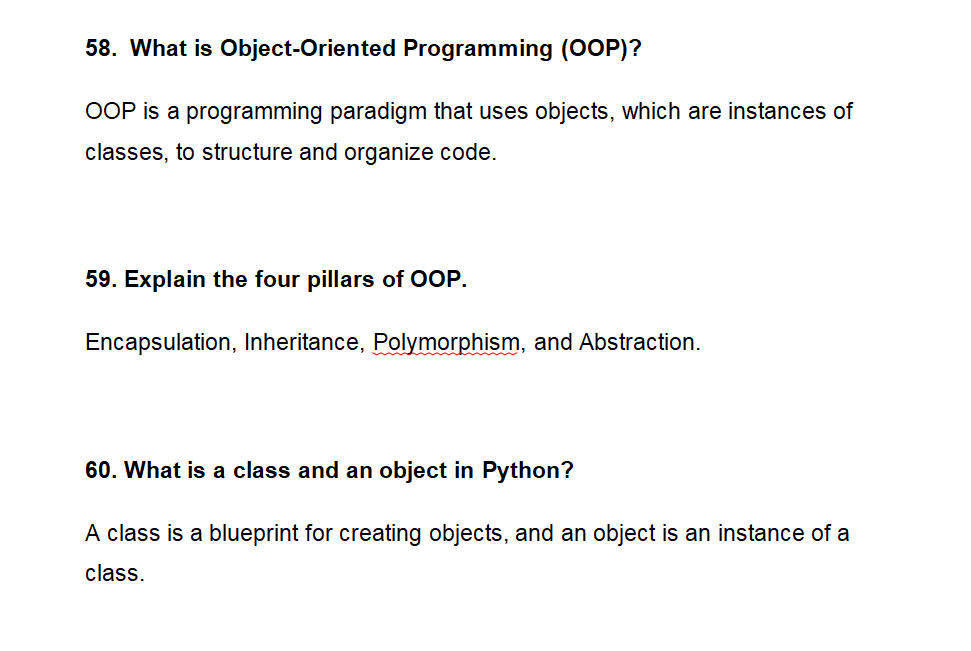 58.  What is Object-Oriented Programming (OOP)?
OOP is a programming paradigm that uses objects, which are instances of
classes, to structure and organize code.
59. Explain the four pillars of OOP.
Encapsulation, Inheritance, Polymorphism, and Abstraction.
60. What is a class and an object in Python?
A class is a blueprint for creating objects, and an object is an instance of a
class.